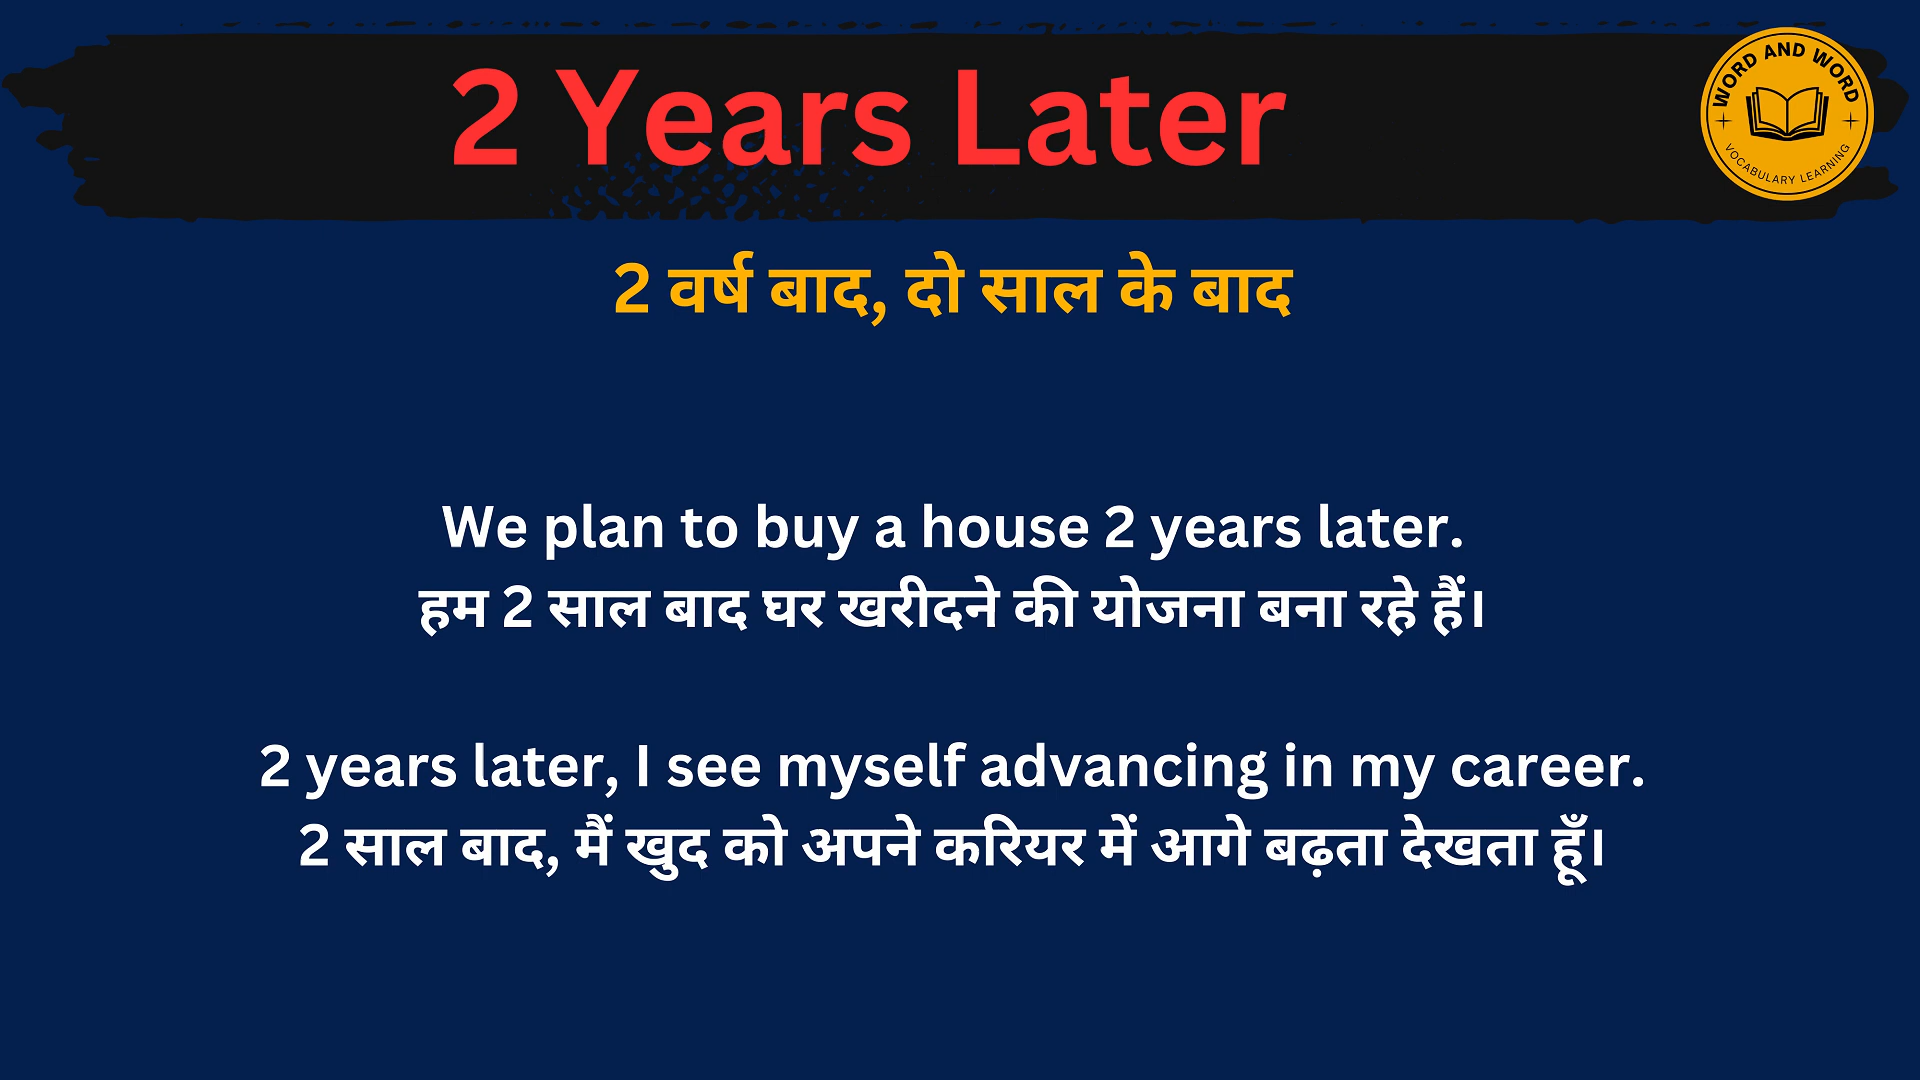 2 Years Later
WORD AND WORD
VOCABULARY LEARNING
2 वर्ष बाद, दो साल के बाद
We plan to buy a house 2 years later.
हम 2 साल बाद घर खरीदने की योजना बना रहे हैं।
2 years later, I see myself advancing in my career.
2 साल बाद, मैं खुद को अपने करियर में आगे बढ़ता देखता हूँ।